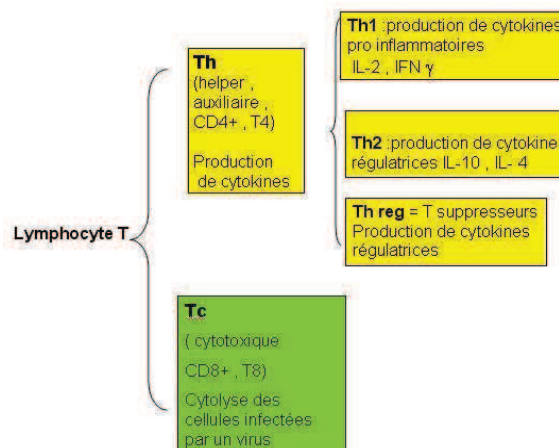 Lymphocyte T
Th
(helper ,
auxiliaire ,
CD4+ , T4)
Production
de cytokines
Th1 :production de cytokines
pro inflammatoires
IL-2 , IFN γ
Th2 :production de cytokine
régulatrices IL-10 , IL- 4
Th reg = T suppresseurs
Production de cytokines
régulatrices
Tc
( cytotoxique
CD8+ , T8)
Cytolyse des
cellules infectées
par un virus